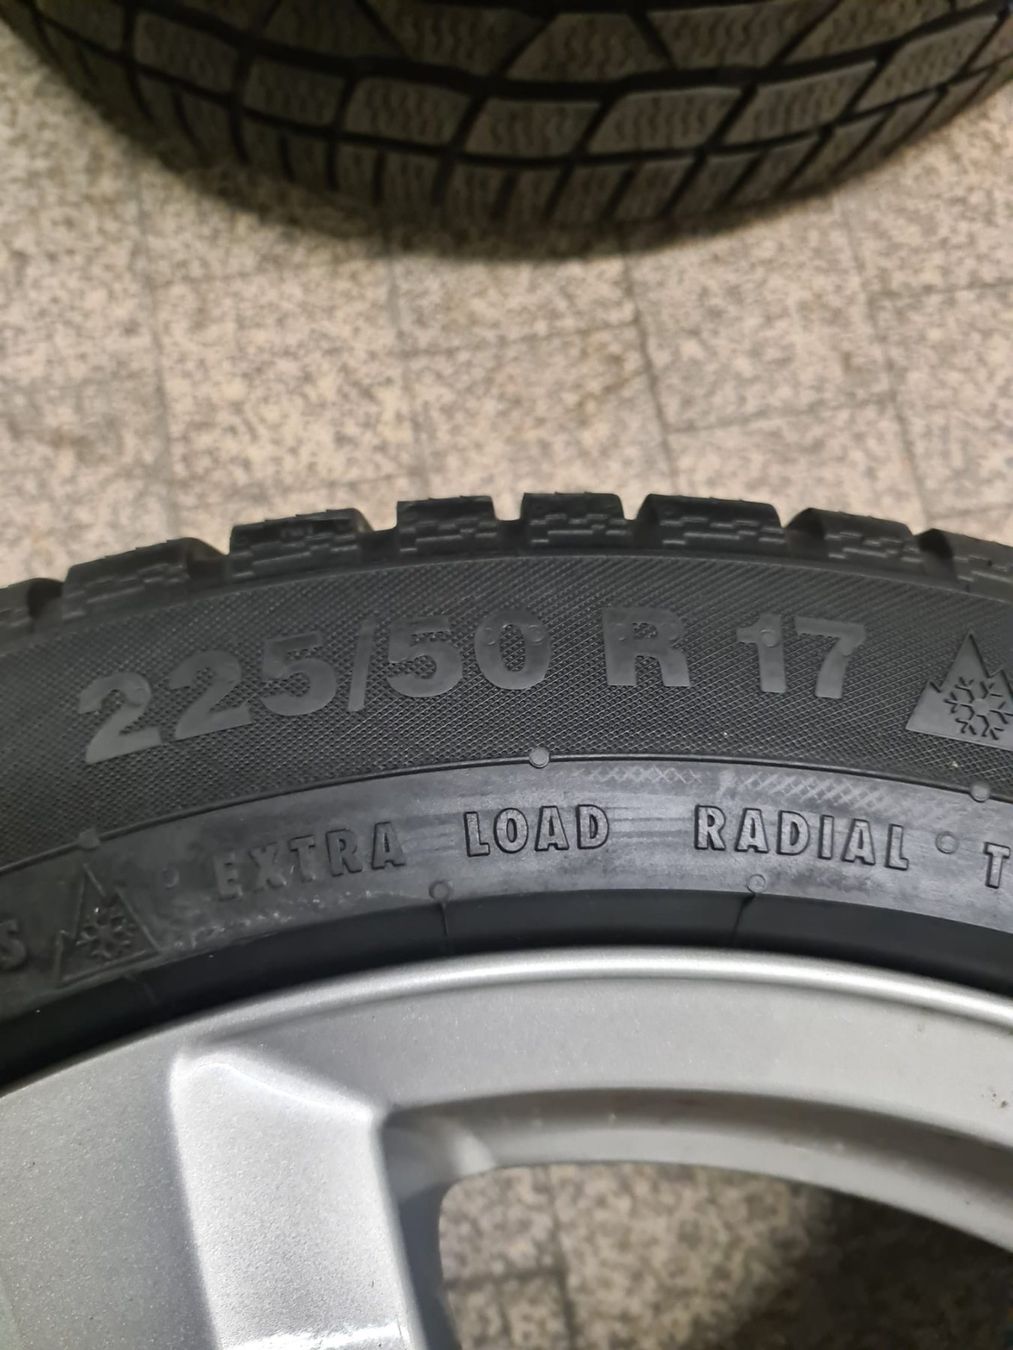 225/50 R 17
S EXTRA LOAD RADIAL T